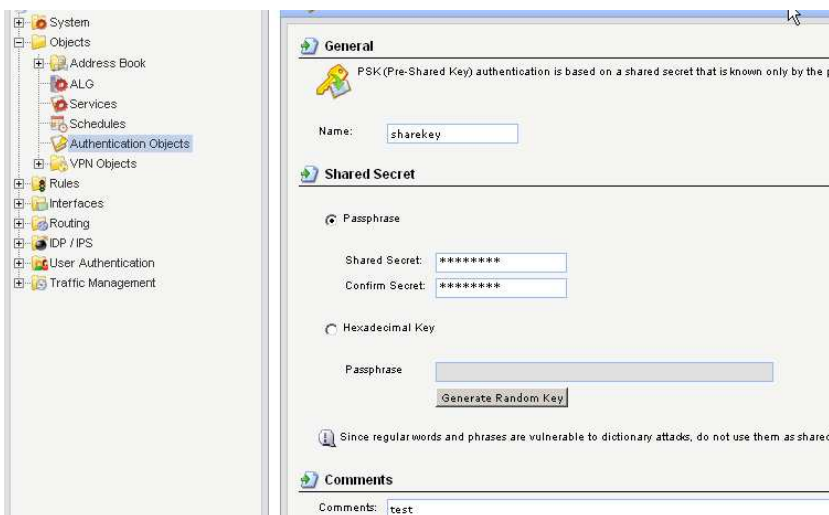 System
Objects
Address Book
ALG
Services
Schedules
Authentication Objects
VPN Objects
Rules
Interfaces
Routing
IDP / IPS
User Authentication
Traffic Management
General
PSK (Pre-Shared Key) authentication is based on a shared secret that is known only by the
Name: sharekey
Shared Secret
Passphrase
Shared Secret: ********
Confirm Secret: ********
Hexadecimal Key
Passphrase
Generate Random Key
Since regular words and phrases are vulnerable to dictionary attacks, do not use them as shared
Comments
Comments: test